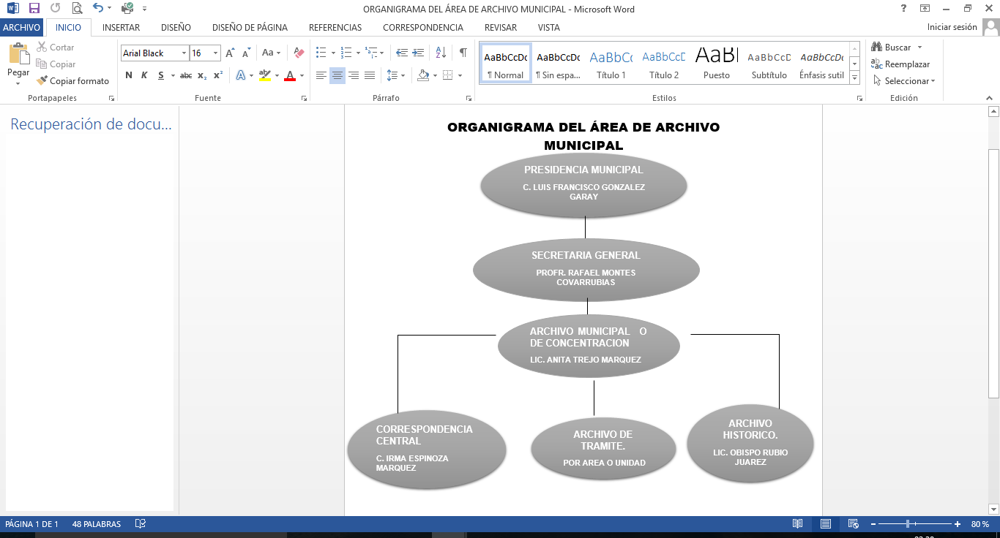 ORGANIGRAMA DEL ÁREA DE ARCHIVO MUNICIPAL - Microsoft Word
ARCHIVO INICIO INSERTAR DISEÑO DISEÑO DE PÁGINA REFERENCIAS CORRESPONDENCIA REVISAR VISTA Iniciar sesión
Pegar
Cortar
Copiar
Copiar formato
Portapapeles
Arial Black 16
Aa
N K S abc x₂ x² A aly A
Fuente
Párrafo
AaBbCcDc AaBbCcDc AaBbCc AaBbCcD AaB AaBbCcD AaBbCcDc
¶ Normal ¶ Sin espa... Título 1 Título 2 Puesto Subtítulo Énfasis sutil
Estilos
Buscar
Reemplazar
Seleccionar
Edición
Recuperación de docu...
ORGANIGRAMA DEL ÁREA DE ARCHIVO
MUNICIPAL
PRESIDENCIA MUNICIPAL
C. LUIS FRANCISCO GONZALEZ
GARAY
SECRETARIA GENERAL
PROFR. RAFAEL MONTES
COVARRUBIAS
ARCHIVO MUNICIPAL O
DE CONCENTRACION
LIC. ANITA TREJO MARQUEZ
CORRESPONDENCIA
CENTRAL
C. IRMA ESPINOZA
MARQUEZ
ARCHIVO DE
TRAMITE.
POR AREA O UNIDAD
ARCHIVO
HISTORICO.
LIC. OBISPO RUBIO
JUAREZ
PÁGINA 1 DE 1 48 PALABRAS 80 %